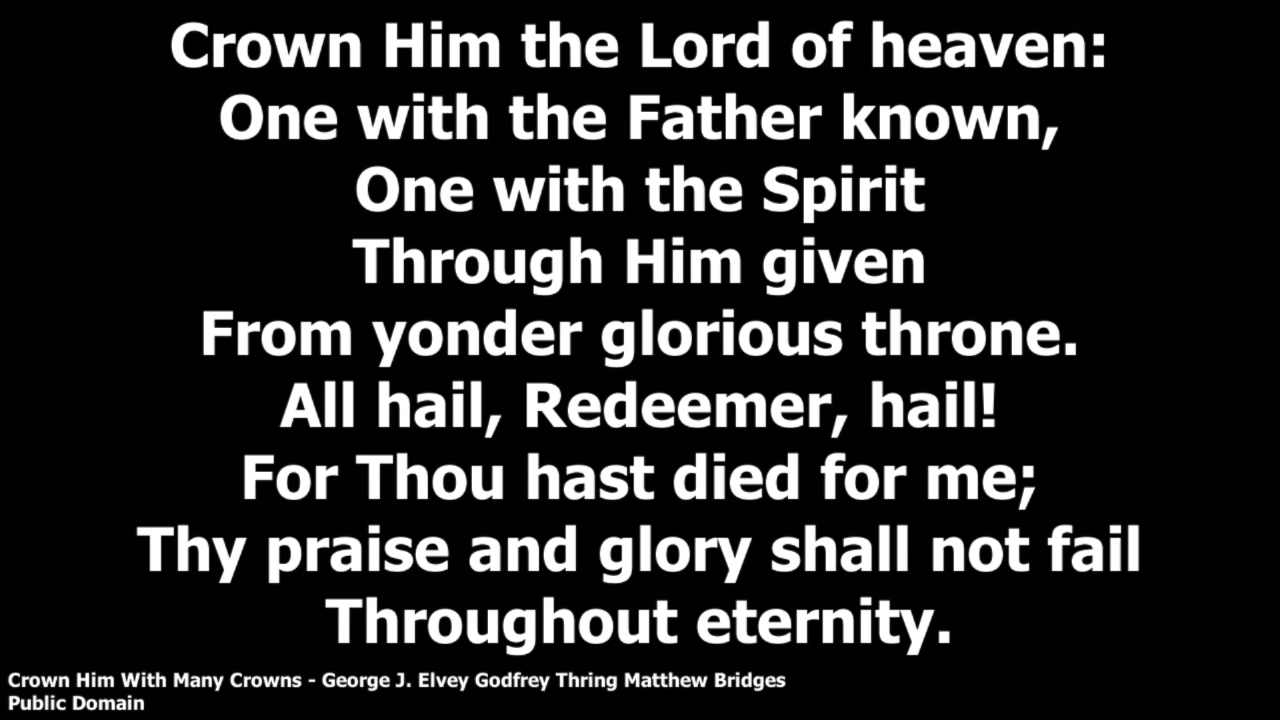 Crown Him the Lord of heaven:
One with the Father known,
One with the Spirit
Through Him given
From yonder glorious throne.
All hail, Redeemer, hail!
For Thou hast died for me;
Thy praise and glory shall not fail
Throughout eternity.
Crown Him With Many Crowns - George J. Elvey Godfrey Thring Matthew Bridges
Public Domain